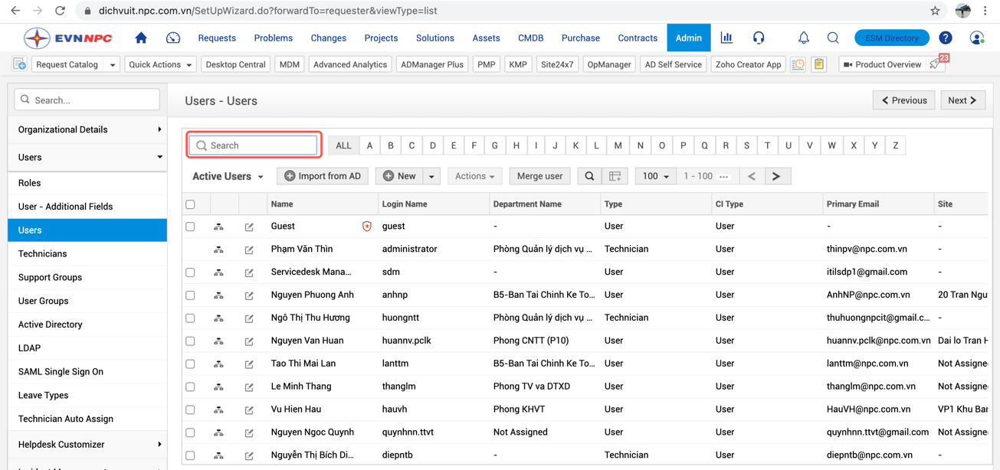 dichvuit.npc.com.vn/SetUpWizard.do?forwardTo=requester&viewType=list
EVNNPC Requests Problems Changes Projects Solutions Assets CMDB Purchase Contracts Admin ESM Directory ?
Request Catalog Quick Actions Desktop Central MDM Advanced Analytics ADManager Plus PMP KMP Site24x7 OpManager AD Self Service Zoho Creator App Product Overview 23
Search...
Organizational Details
Users
Roles
User - Additional Fields
Users
Technicians
Support Groups
User Groups
Active Directory
LDAP
SAML Single Sign On
Leave Types
Technician Auto Assign
Helpdesk Customizer
Users - Users Previous Next
Search ALL A B C D E F G H I J K L M N O P Q R S T U V W X Y Z
Active Users Import from AD New Actions Merge user 100 1 - 100 ...
Name Login Name Department Name Type CI Type Primary Email Site
Guest guest - User User - -
Phạm Văn Thìn administrator Phòng Quản lý dịch vụ ... Technician User thinpv@npc.com.vn -
Servicedesk Mana... sdm - User User itilsdp1@gmail.com -
Nguyen Phuong Anh anhnp B5-Ban Tai Chinh Ke To... User User AnhNP@npc.com.vn 20 Tran Ngu
Ngô Thị Thu Hương huongntt Phòng Quản lý dịch vụ ... Technician User thuhuongnpcit@gmail.c... -
Nguyen Van Huan huannv.pclk Phong CNTT (P10) User User huannv.pclk@npc.com.vn Dai lo Tran H
Tao Thi Mai Lan lanttm B5-Ban Tai Chinh Ke To... User User lanttm@npc.com.vn Not Assigne
Le Minh Thang thanglm Phong TV va DTXD User User thanglm@npc.com.vn Not Assigne
Vu Hien Hau hauvh Phong KHVT User User HauVH@npc.com.vn VP1 Khu Bar
Nguyen Ngoc Quynh quynhnn.ttvt Not Assigned User User quynhnn.ttvt@gmail.com Not Assigne
Nguyễn Thị Bích Di... diepntb - Technician User diepntb@npc.com.vn -